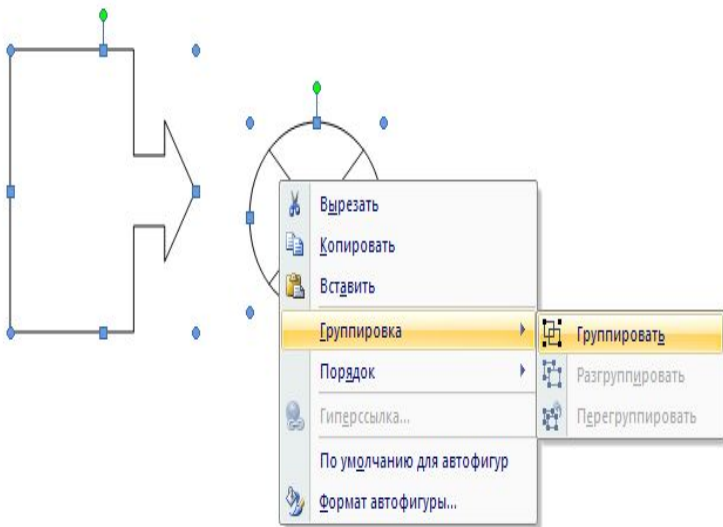 Вырезать
Копировать
Вставить
Группировка
Группировать
Порядок
Разгруппировать
Перегруппировать
Гиперссылка...
По умолчанию для автофигур
Формат автофигуры...